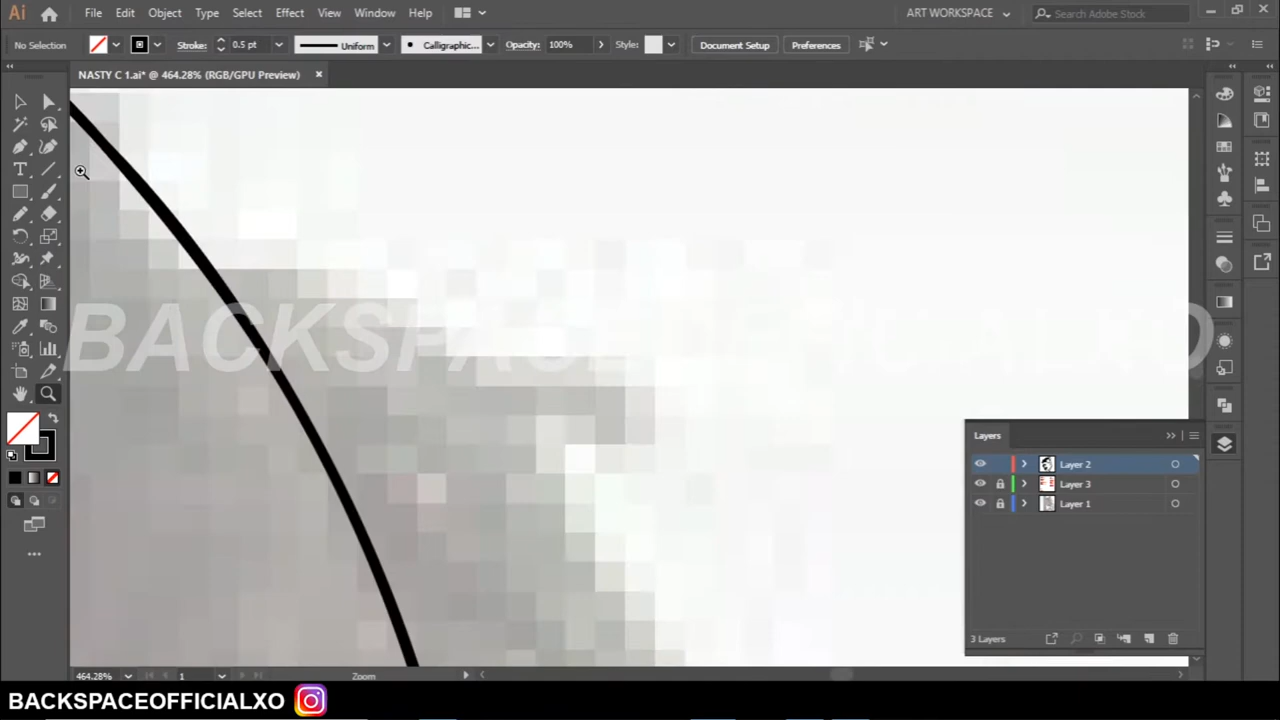 Ai File Edit Object Type Select Effect View Window Help ART WORKSPACE Search Adobe Stock
No Selection Stroke: 0.5 pt Uniform Calligraphic... Opacity: 100% Style: Document Setup Preferences
NASTY C 1.ai* @ 464.28% (RGB/GPU Preview) ×
BACKSPACEOFFICIALXO
Layers
Layer 2
Layer 3
Layer 1
3 Layers
464.28% 1 Zoom
BACKSPACEOFFICIALXO